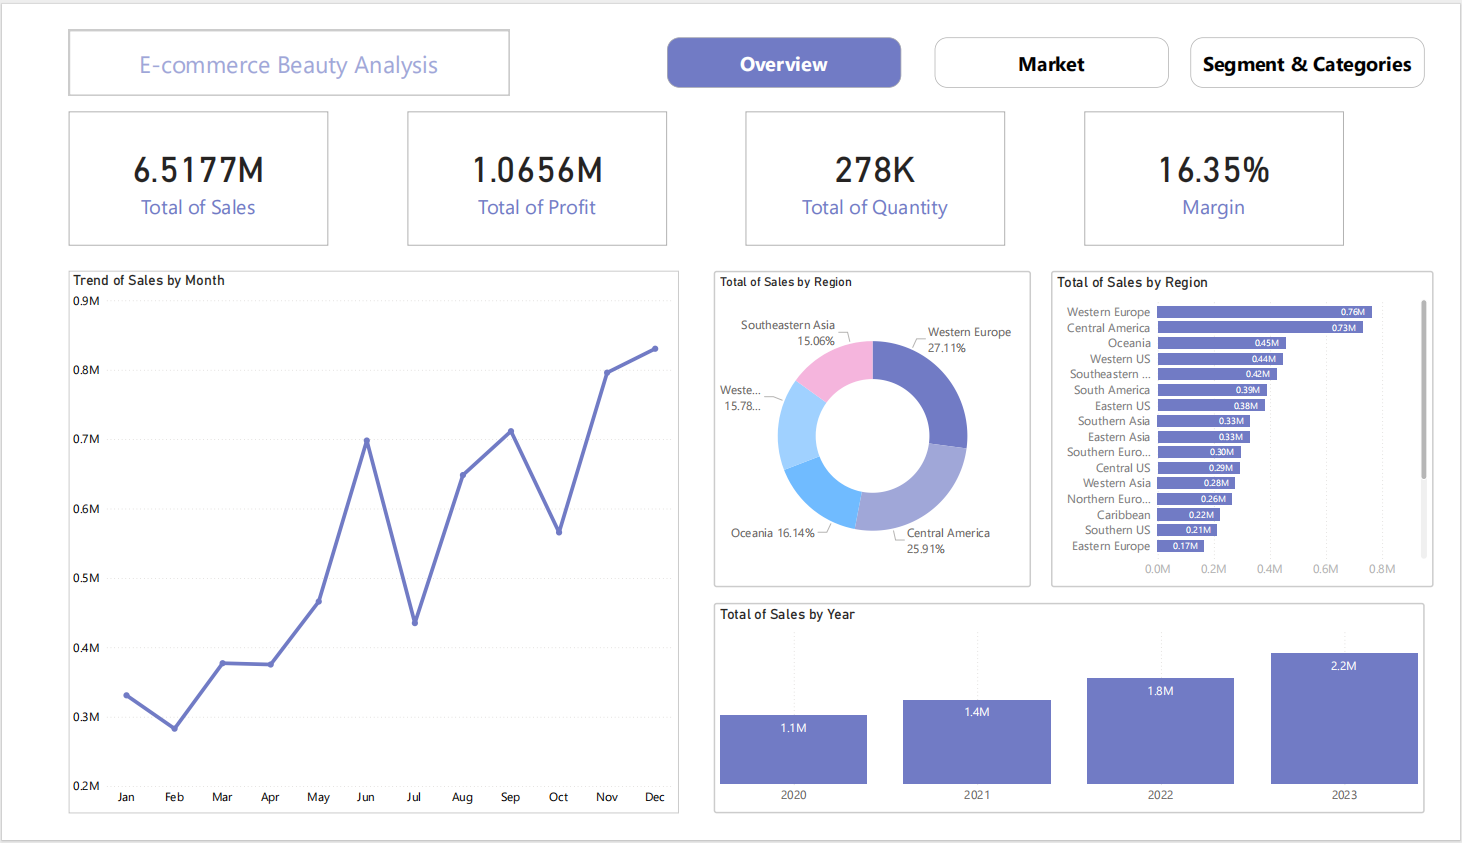 E-commerce Beauty Analysis
Overview
Market
Segment & Categories
6.5177M
Total of Sales
1.0656M
Total of Profit
278K
Total of Quantity
16.35%
Margin
Trend of Sales by Month
0.9M
0.8M
0.7M
0.6M
0.5M
0.4M
0.3M
0.2M
Jan Feb Mar Apr May Jun Jul Aug Sep Oct Nov Dec
Total of Sales by Region
Southeastern Asia
15.06%
Western Europe
27.11%
Weste...
15.78...
Oceania 16.14%
Central America
25.91%
Total of Sales by Region
Western Europe 0.76M
Central America 0.73M
Oceania 0.45M
Western US 0.44M
Southeastern ... 0.42M
South America 0.39M
Eastern US 0.38M
Southern Asia 0.33M
Eastern Asia 0.33M
Southern Euro... 0.30M
Central US 0.29M
Western Asia 0.28M
Northern Euro... 0.26M
Caribbean 0.22M
Southern US 0.21M
Eastern Europe 0.17M
0.0M 0.2M 0.4M 0.6M 0.8M
Total of Sales by Year
1.1M 1.4M 1.8M 2.2M
2020 2021 2022 2023